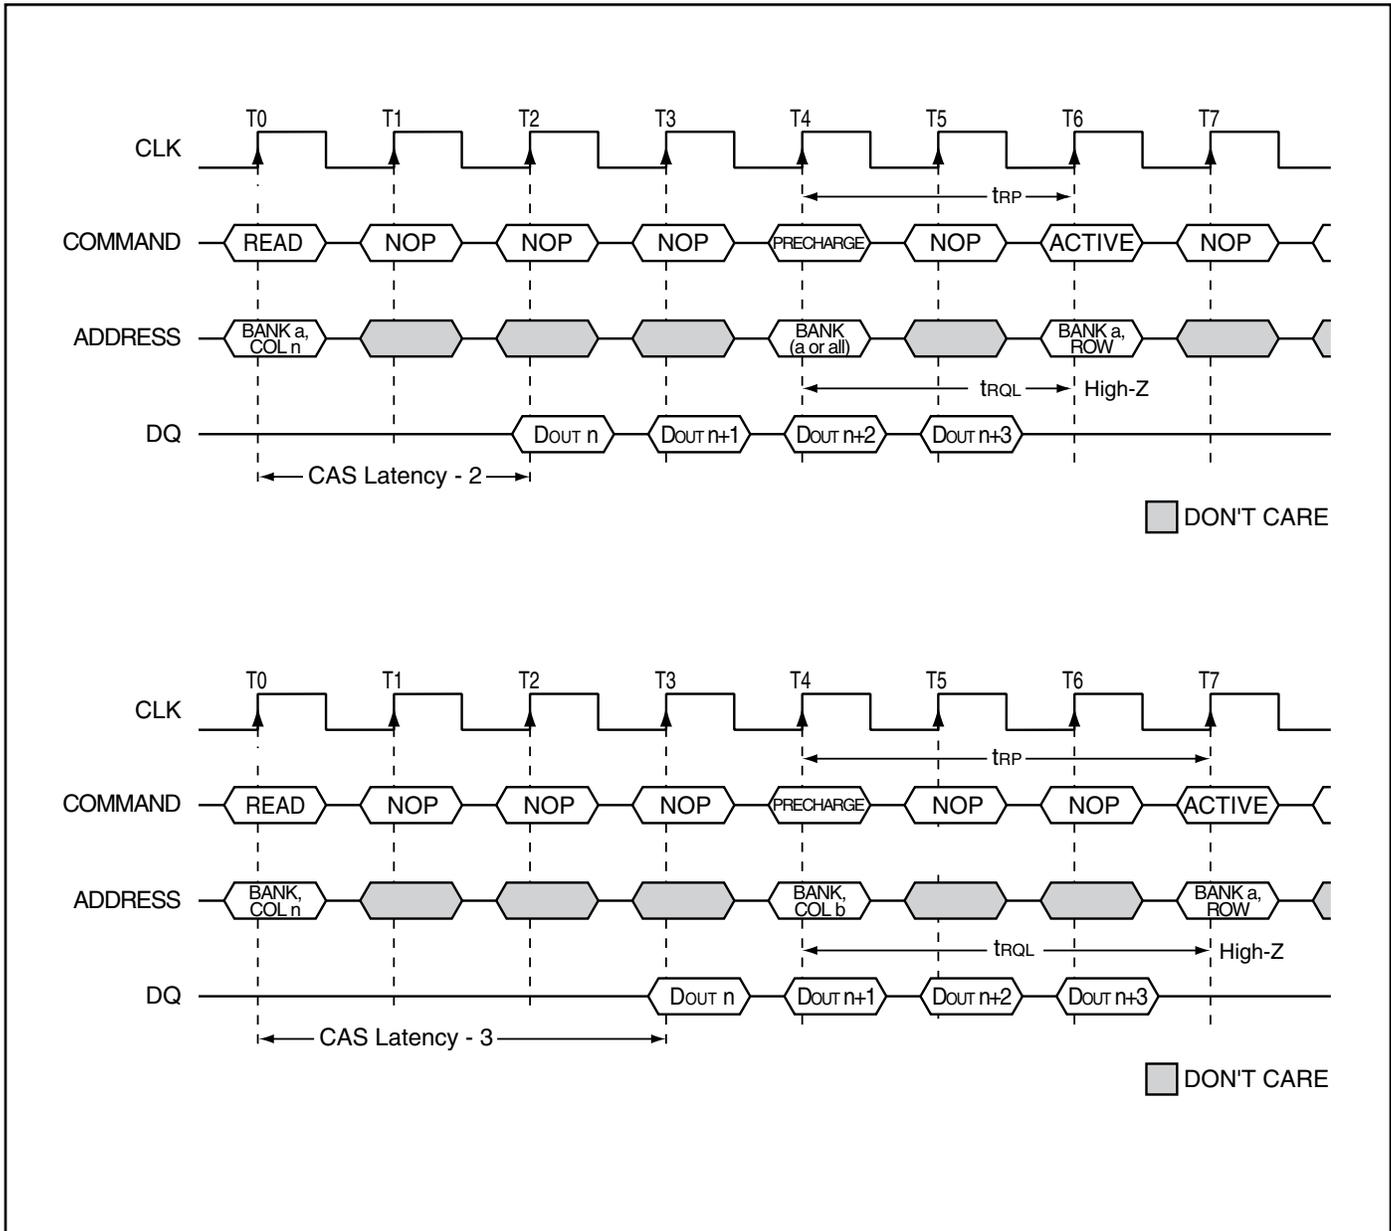 T0 T1 T2 T3 T4 T5 T6 T7
CLK
tRP
COMMAND READ NOP NOP NOP PRECHARGE NOP ACTIVE NOP
ADDRESS BANK a, BANK BANK a,
COL n (a or all) ROW
tRQL High-Z
DQ DOUT n DOUT n+1 DOUT n+2 DOUT n+3
CAS Latency - 2
DON'T CARE
T0 T1 T2 T3 T4 T5 T6 T7
CLK
tRP
COMMAND READ NOP NOP NOP PRECHARGE NOP NOP ACTIVE
ADDRESS BANK, BANK, BANK a,
COL n COL b ROW
tRQL High-Z
DQ DOUT n DOUT n+1 DOUT n+2 DOUT n+3
CAS Latency - 3
DON'T CARE